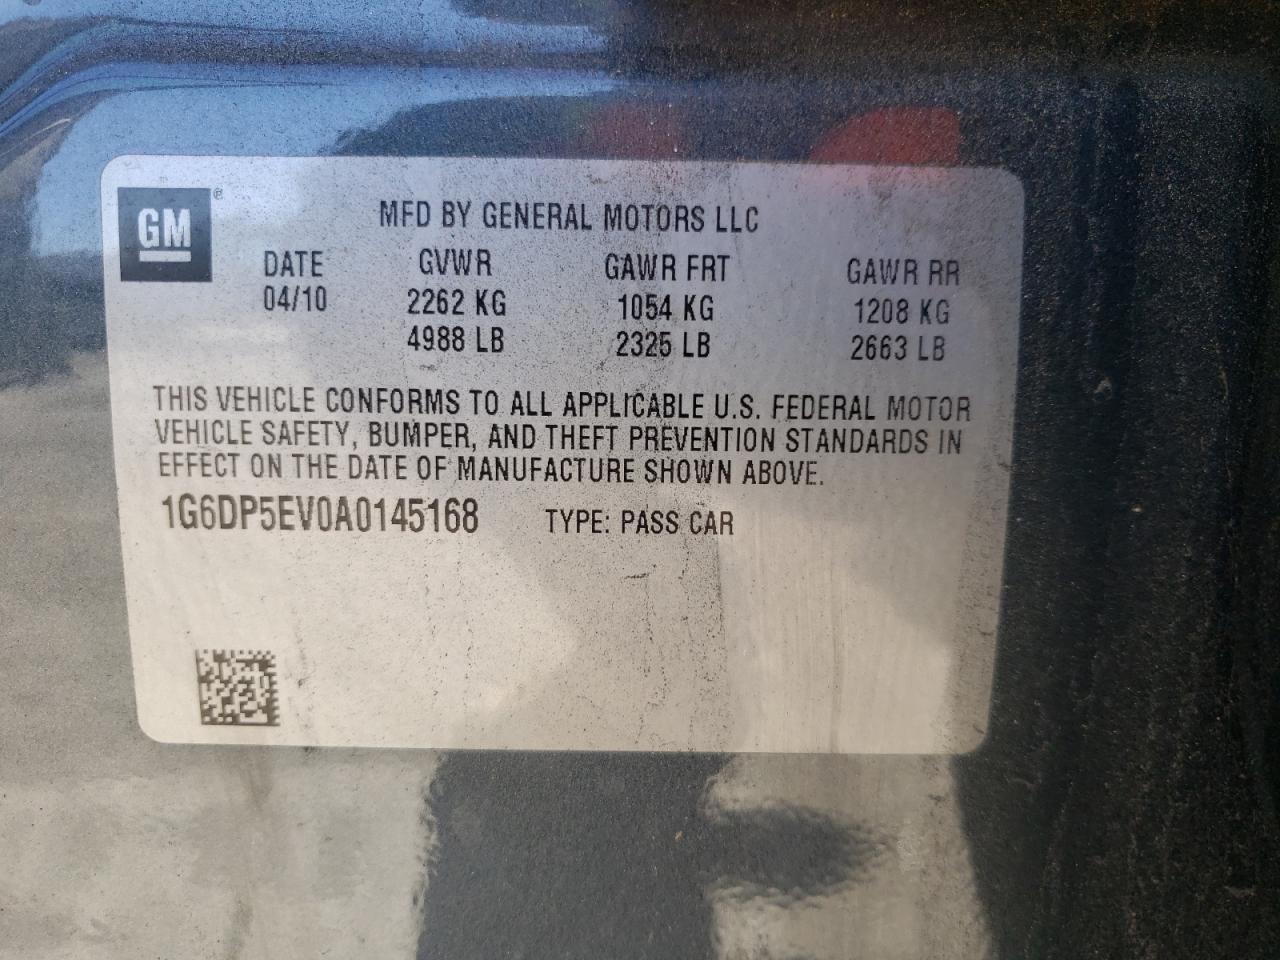 GM ®
MFD BY GENERAL MOTORS LLC
DATE GVWR GAWR FRT GAWR RR
04/10 2262 KG 1054 KG 1208 KG
4988 LB 2325 LB 2663 LB
THIS VEHICLE CONFORMS TO ALL APPLICABLE U.S. FEDERAL MOTOR
VEHICLE SAFETY, BUMPER, AND THEFT PREVENTION STANDARDS IN
EFFECT ON THE DATE OF MANUFACTURE SHOWN ABOVE.
1G6DP5EV0A0145168 TYPE: PASS CAR